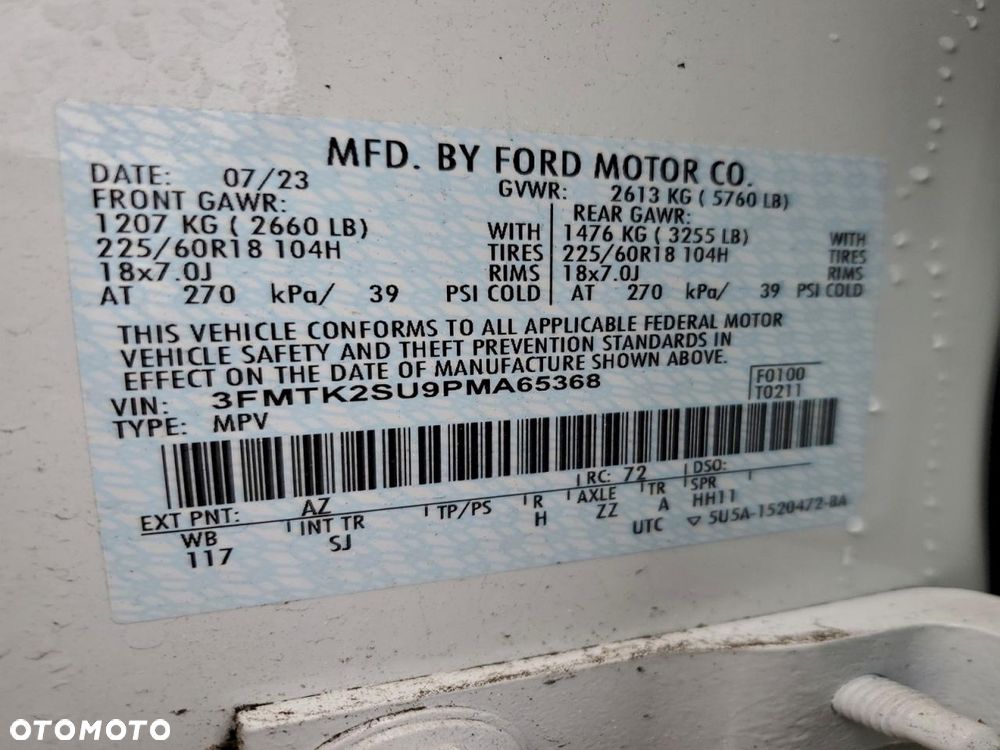 MFD. BY FORD MOTOR CO.
DATE: 07/23 GVWR: 2613 KG ( 5760 LB)
FRONT GAWR: REAR GAWR:
1207 KG ( 2660 LB) WITH 1476 KG ( 3255 LB) WITH
225/60R18 104H TIRES 225/60R18 104H TIRES
18x7.0J RIMS 18x7.0J RIMS
AT 270 kPa/ 39 PSI COLD AT 270 kPa/ 39 PSI COLD
THIS VEHICLE CONFORMS TO ALL APPLICABLE FEDERAL MOTOR
VEHICLE SAFETY AND THEFT PREVENTION STANDARDS IN
EFFECT ON THE DATE OF MANUFACTURE SHOWN ABOVE.
VIN: 3FMTK2SU9PMA65368 F0100
TYPE: MPV T0211
EXT PNT: AZ RC: 72 DSO:
WB INT TR TP/PS R AXLE TR SPR
117 SJ H ZZ A HH11
UTC 5U5A-1520472-BA
OTOMOTO